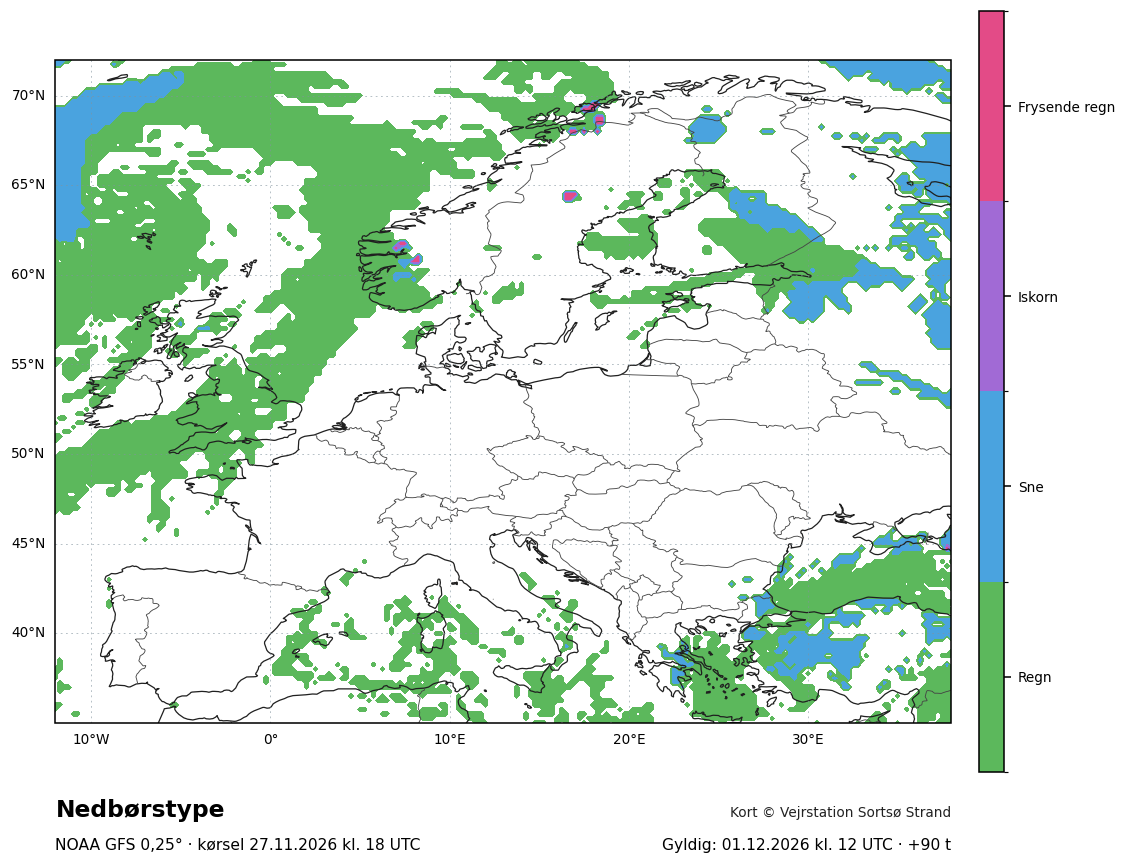 70°N
65°N
60°N
55°N
50°N
45°N
40°N
10°W
0°
10°E
20°E
30°E
Frysende regn
Iskorn
Sne
Regn
Nedbørstype
Kort © Vejrstation Sortsø Strand
NOAA GFS 0,25° · kørsel 27.11.2026 kl. 18 UTC
Gyldig: 01.12.2026 kl. 12 UTC · +90 t